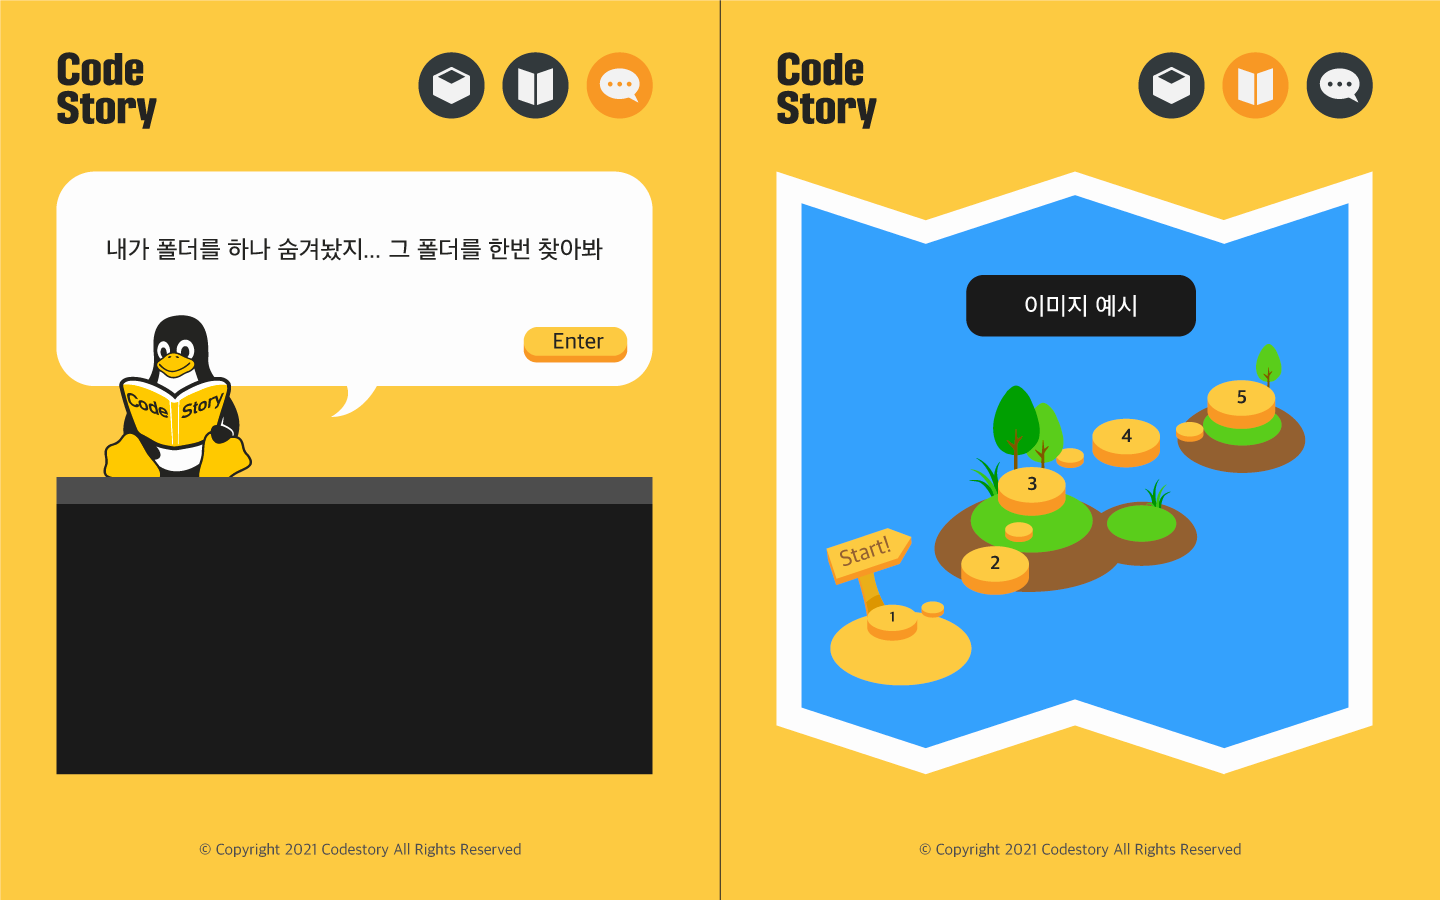 Code
Story
내가 폴더를 하나 숨겨놨지... 그 폴더를 한번 찾아봐
Enter
Code Story
© Copyright 2021 Codestory All Rights Reserved
Code
Story
이미지 예시
5
4
3
Start!
2
1
© Copyright 2021 Codestory All Rights Reserved